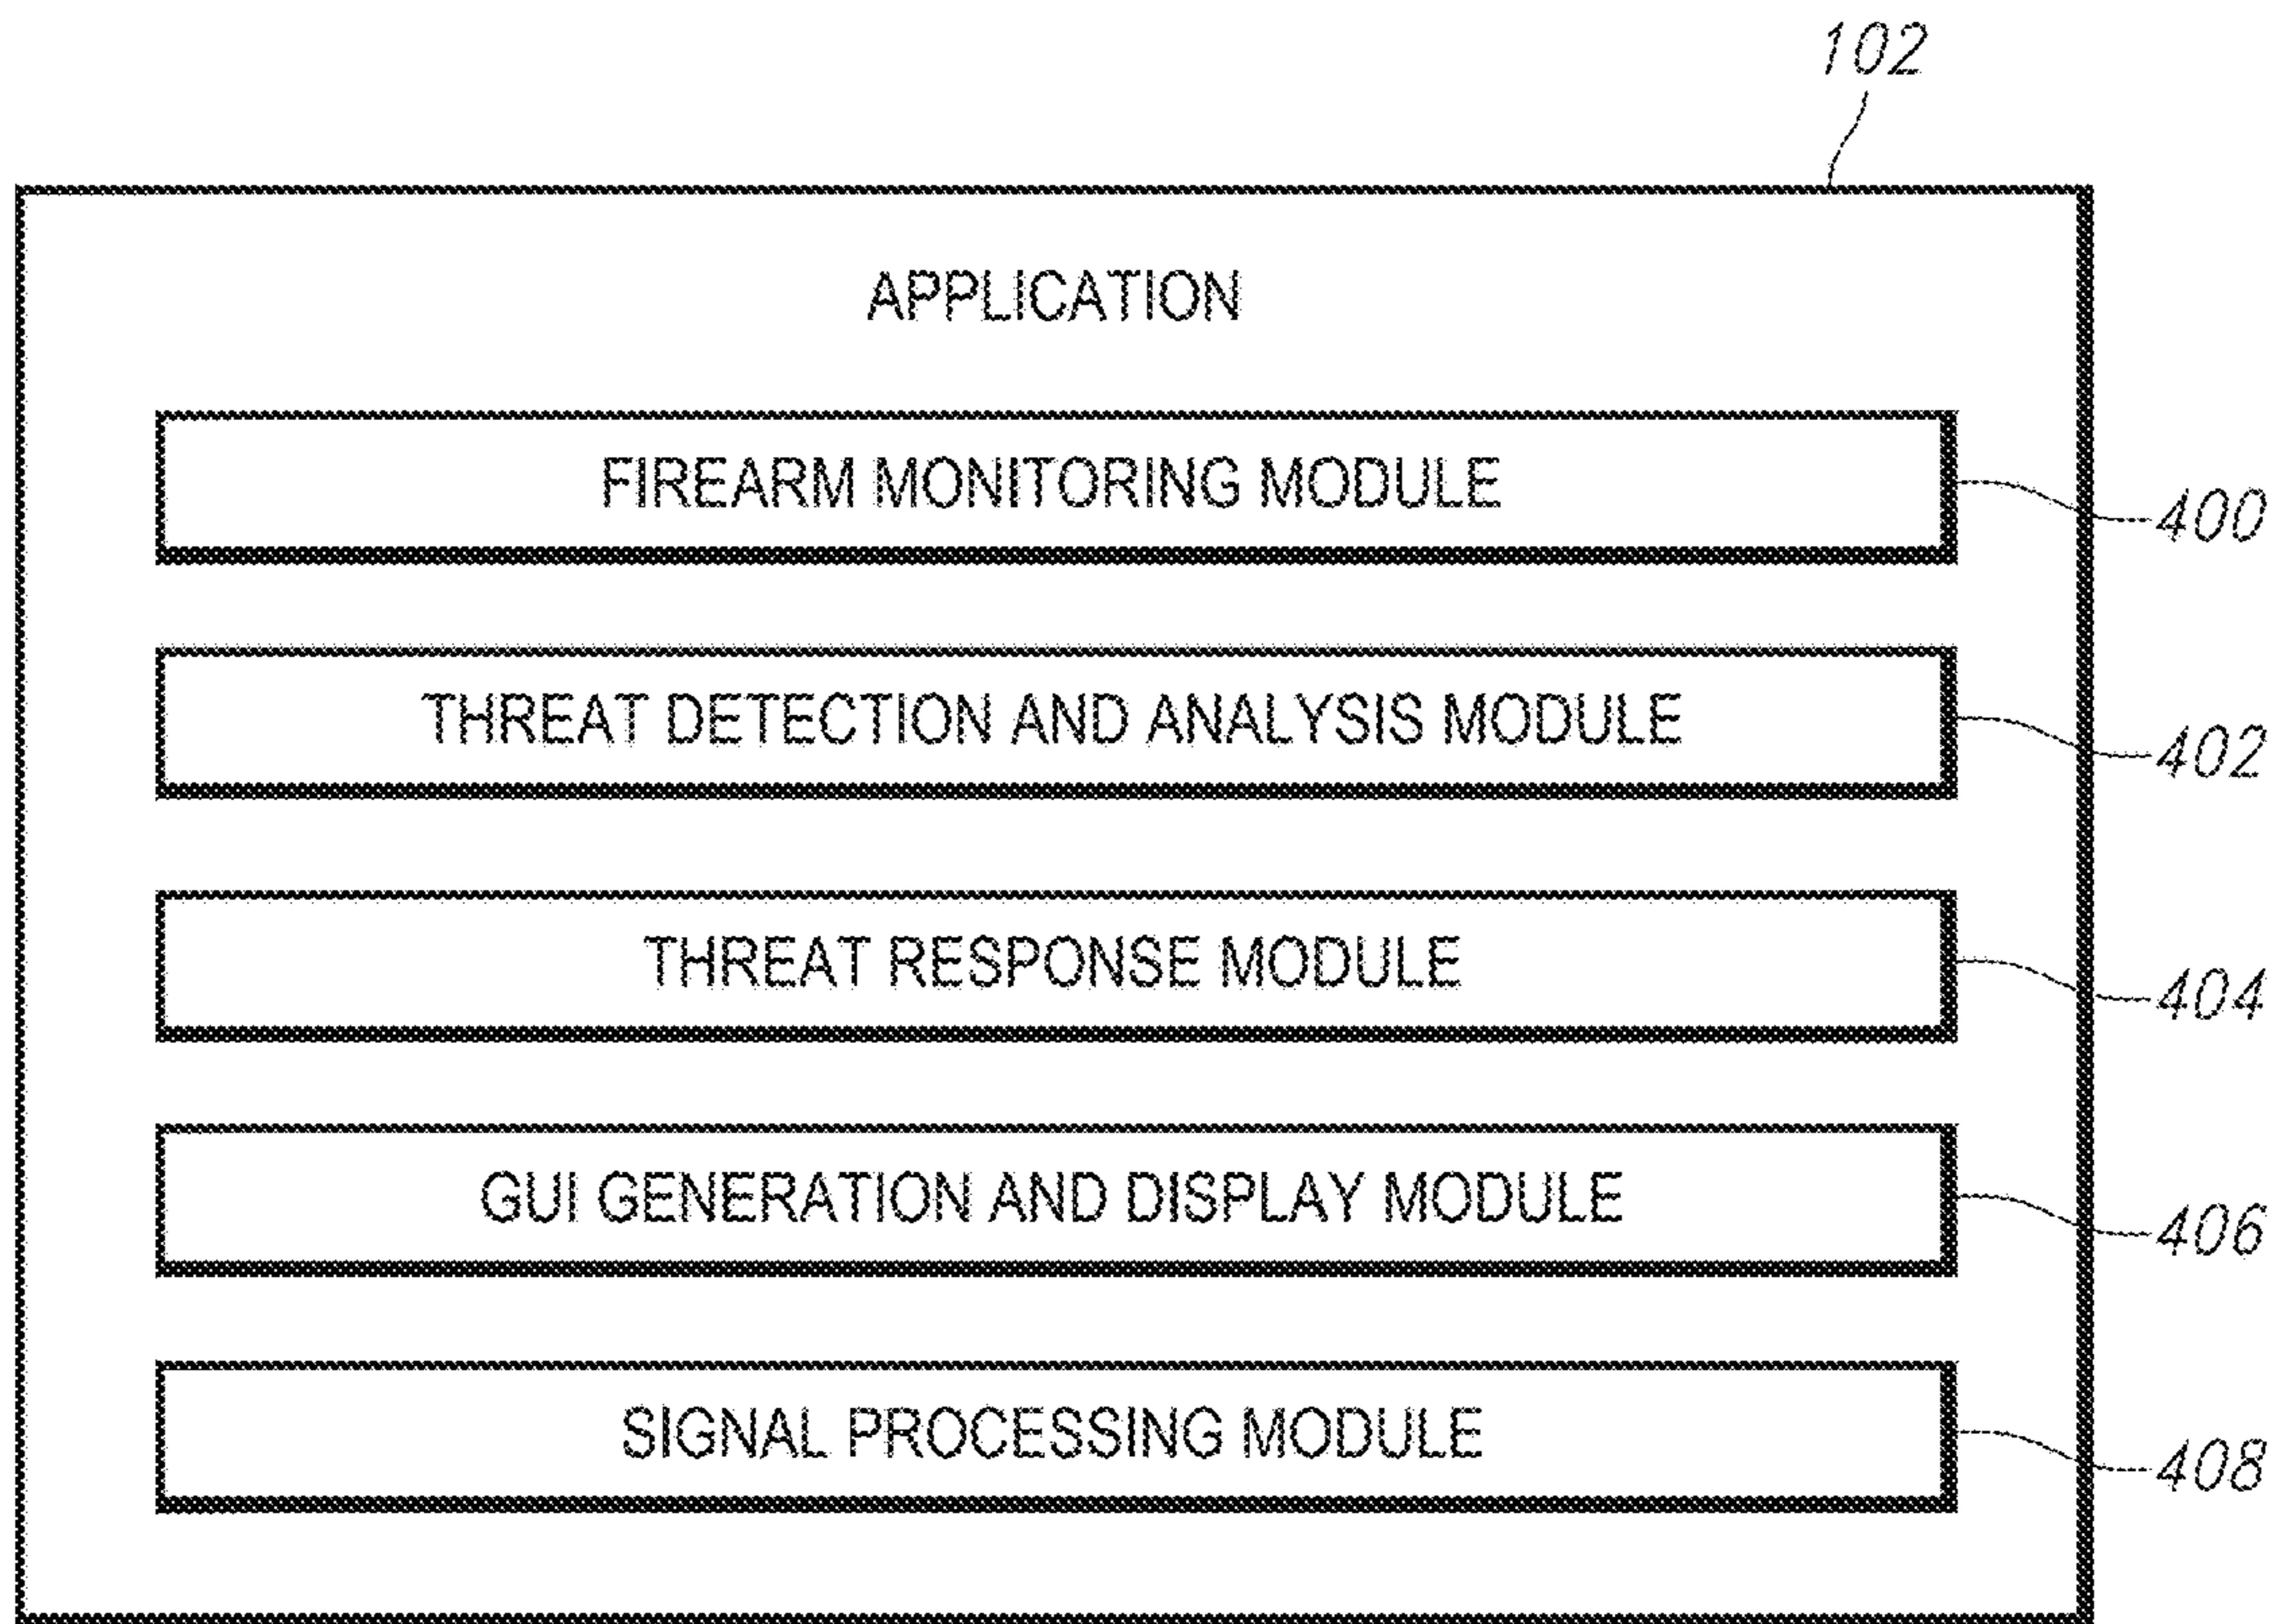 102
APPLICATION
FIREARM MONITORING MODULE
400
THREAT DETECTION AND ANALYSIS MODULE
402
THREAT RESPONSE MODULE
404
GUI GENERATION AND DISPLAY MODULE
406
SIGNAL PROCESSING MODULE
408